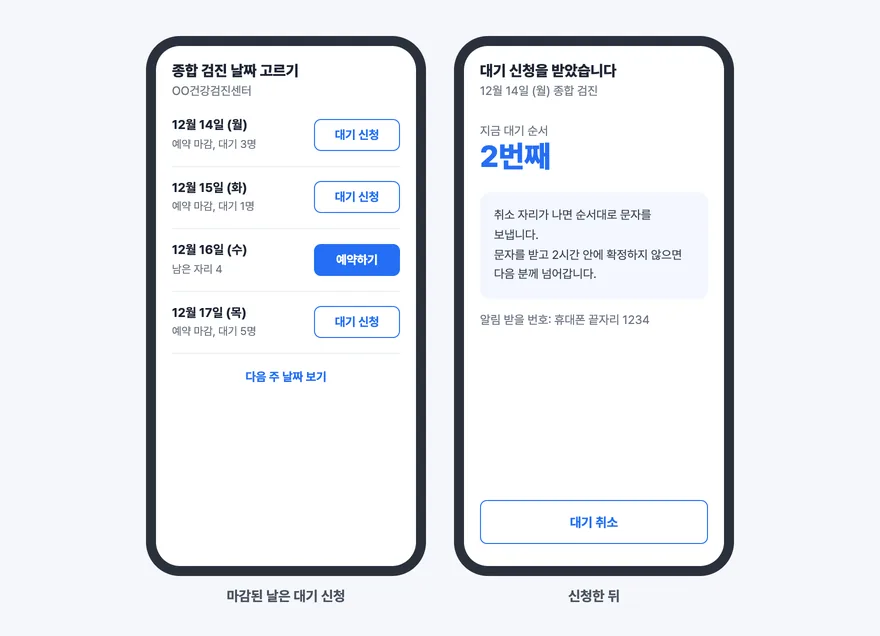 종합 검진 날짜 고르기
OO건강검진센터
12월 14일 (월)
예약 마감, 대기 3명
대기 신청
12월 15일 (화)
예약 마감, 대기 1명
대기 신청
12월 16일 (수)
남은 자리 4
예약하기
12월 17일 (목)
예약 마감, 대기 5명
대기 신청
다음 주 날짜 보기
마감된 날은 대기 신청
대기 신청을 받았습니다
12월 14일 (월) 종합 검진
지금 대기 순서
2번째
취소 자리가 나면 순서대로 문자를
보냅니다.
문자를 받고 2시간 안에 확정하지 않으면
다음 분께 넘어갑니다.
알림 받을 번호: 휴대폰 끝자리 1234
대기 취소
신청한 뒤